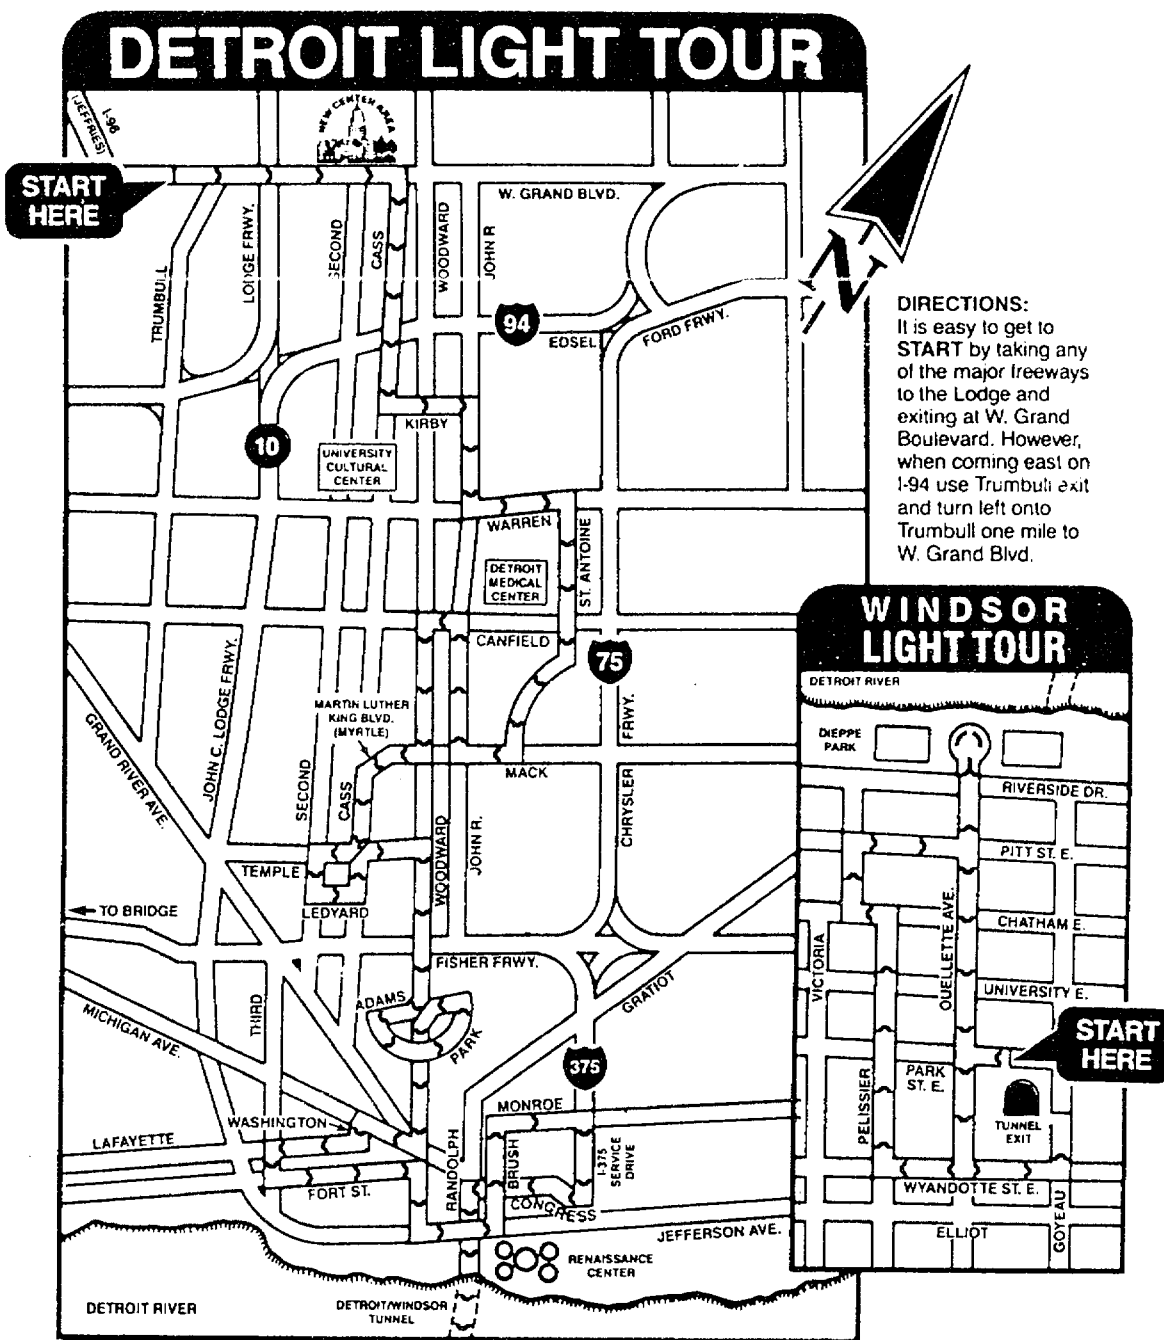 DETROIT LIGHT TOUR
I-96
(JEFFRIES)
NEW CENTER AREA
START
HERE
W. GRAND BLVD.
TRUMBULL
LODGE FRWY.
SECOND
CASS
WOODWARD
JOHN R
94
EDSEL
FORD FRWY.
N
DIRECTIONS:
It is easy to get to
START by taking any
of the major freeways
to the Lodge and
exiting at W. Grand
Boulevard. However,
when coming east on
I-94 use Trumbull exit
and turn left onto
Trumbull one mile to
W. Grand Blvd.
KIRBY
10
UNIVERSITY
CULTURAL
CENTER
WARREN
ST. ANTOINE
DETROIT
MEDICAL
CENTER
CANFIELD
75
FRWY.
CHRYSLER
MARTIN LUTHER
KING BLVD.
(MYRTLE)
MACK
GRAND RIVER AVE.
JOHN C. LODGE FRWY.
SECOND
CASS
WOODWARD
JOHN R.
TEMPLE
LEDYARD
TO BRIDGE
FISHER FRWY.
GRATIOT
ADAMS
PARK
THIRD
MICHIGAN AVE.
375
MONROE
WASHINGTON
LAFAYETTE
FORT ST.
RANDOLPH
BRUSH
I-375
SERVICE
DRIVE
CONGRESS
JEFFERSON AVE.
RENAISSANCE
CENTER
DETROIT RIVER
DETROIT/WINDSOR
TUNNEL
WINDSOR
LIGHT TOUR
DETROIT RIVER
DIEPPE
PARK
RIVERSIDE DR.
PITT ST. E.
OUELLETTE AVE.
CHATHAM E.
VICTORIA
UNIVERSITY E.
START
HERE
PARK
ST. E.
PELISSIER
TUNNEL
EXIT
WYANDOTTE ST. E.
ELLIOT
GOYEAU